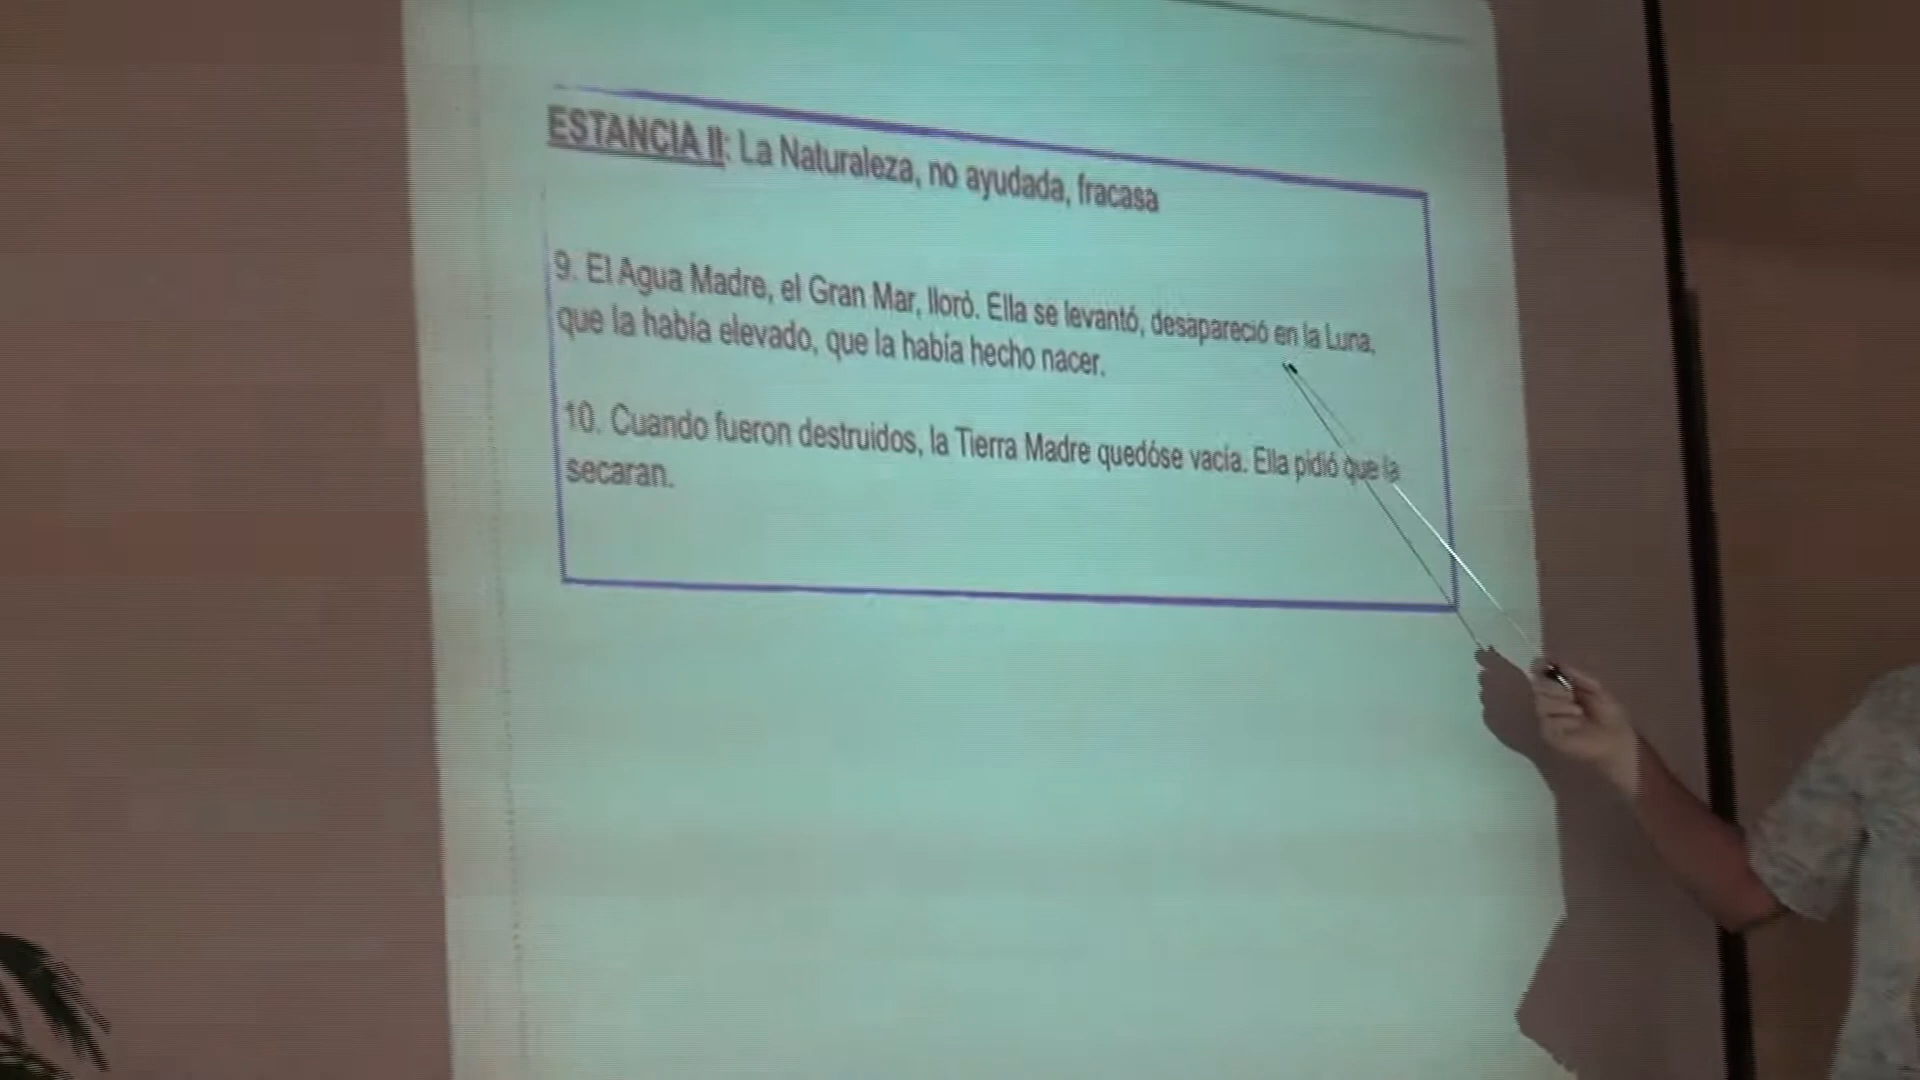 ESTANCIA II: La Naturaleza, no ayudada, fracasa
9. El Agua Madre, el Gran Mar, lloró. Ella se levantó, desapareció en la Luna,
que la había elevado, que la había hecho nacer.
10. Cuando fueron destruidos, la Tierra Madre quedóse vacía. Ella pidió que la
secaran.